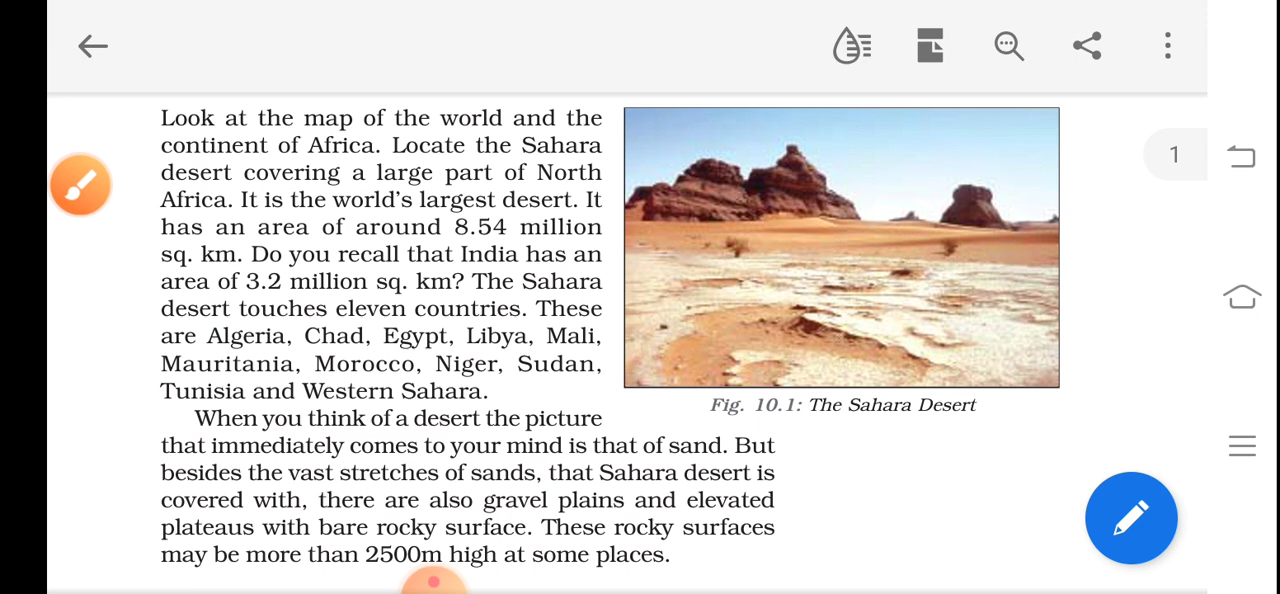 Look at the map of the world and the
continent of Africa. Locate the Sahara
desert covering a large part of North
Africa. It is the world's largest desert. It
has an area of around 8.54 million
sq. km. Do you recall that India has an
area of 3.2 million sq. km? The Sahara
desert touches eleven countries. These
are Algeria, Chad, Egypt, Libya, Mali,
Mauritania, Morocco, Niger, Sudan,
Tunisia and Western Sahara.
When you think of a desert the picture
that immediately comes to your mind is that of sand. But
besides the vast stretches of sands, that Sahara desert is
covered with, there are also gravel plains and elevated
plateaus with bare rocky surface. These rocky surfaces
may be more than 2500m high at some places.
Fig. 10.1: The Sahara Desert
1